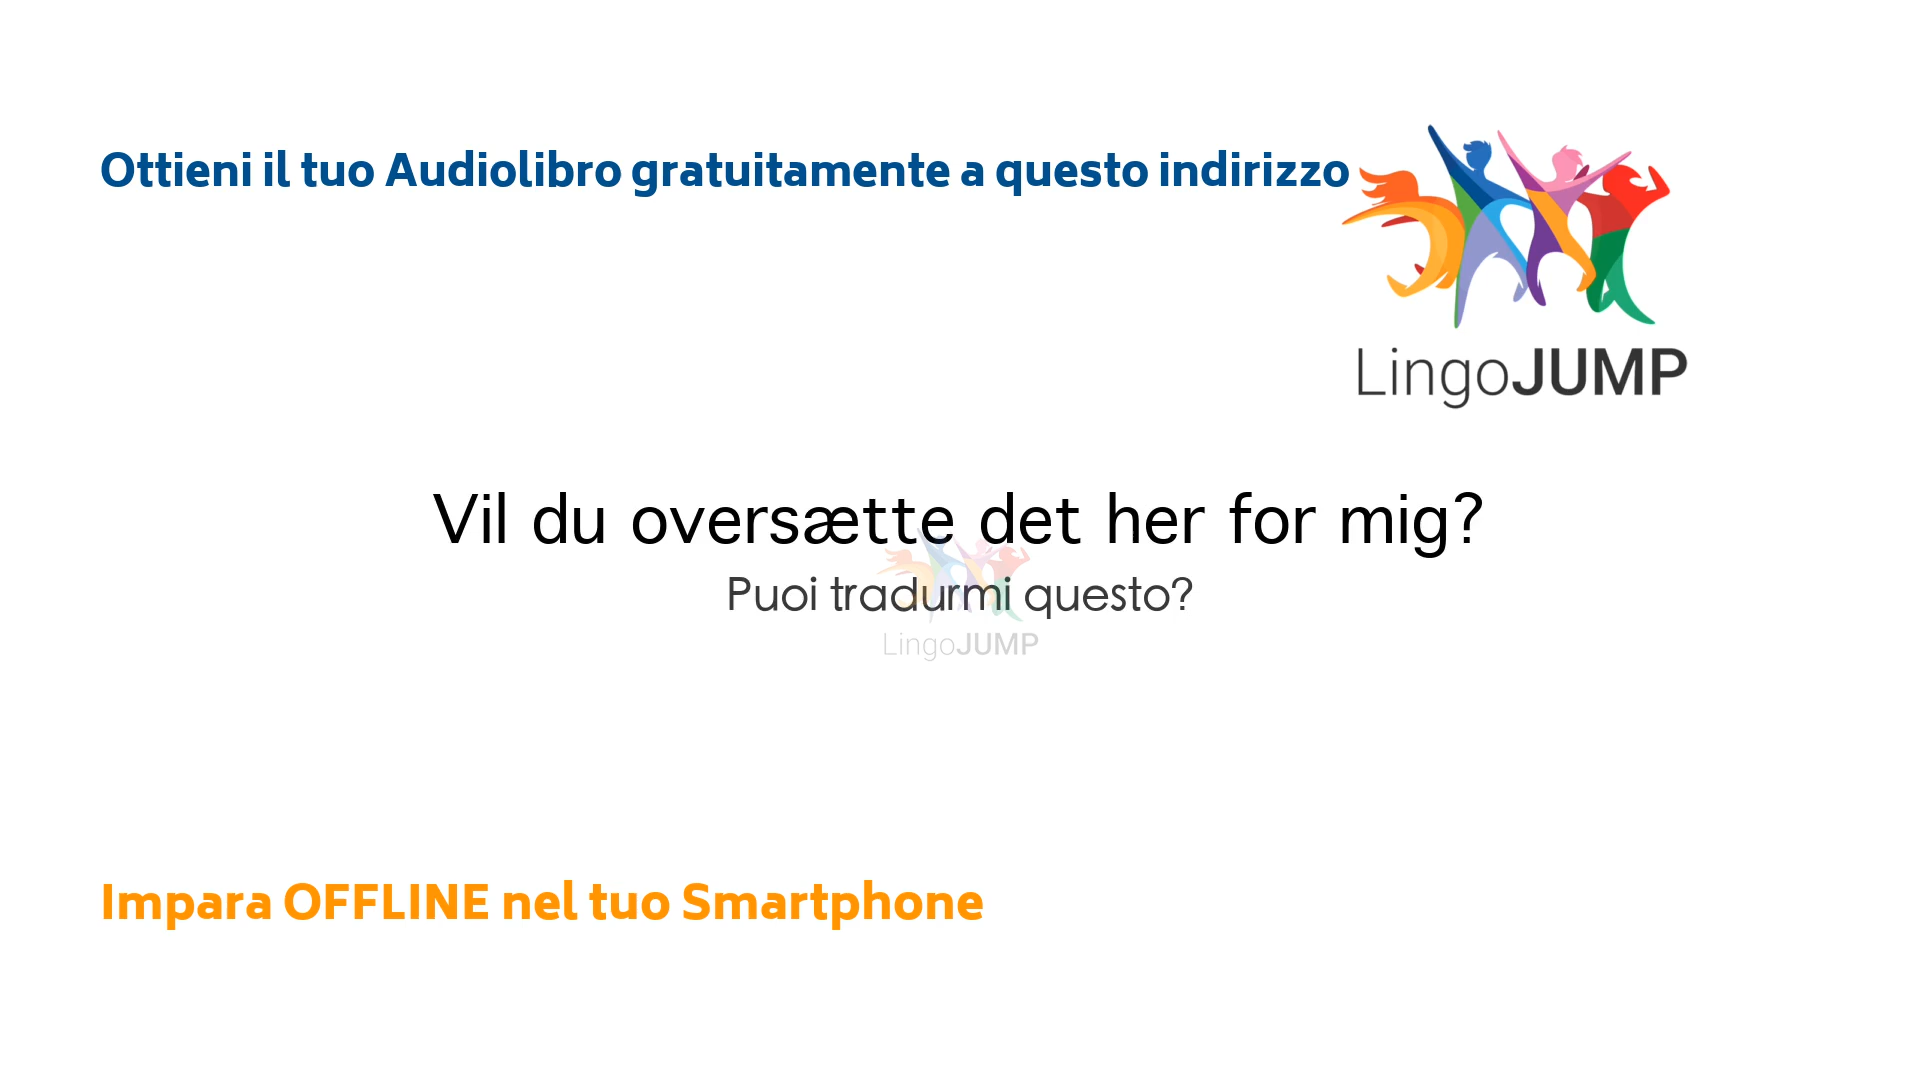 Ottieni il tuo Audiolibro gratuitamente a questo indirizzo
LingoJUMP
Vil du oversætte det her for mig?
Puoi tradurmi questo?
LingoJUMP
Impara OFFLINE nel tuo Smartphone